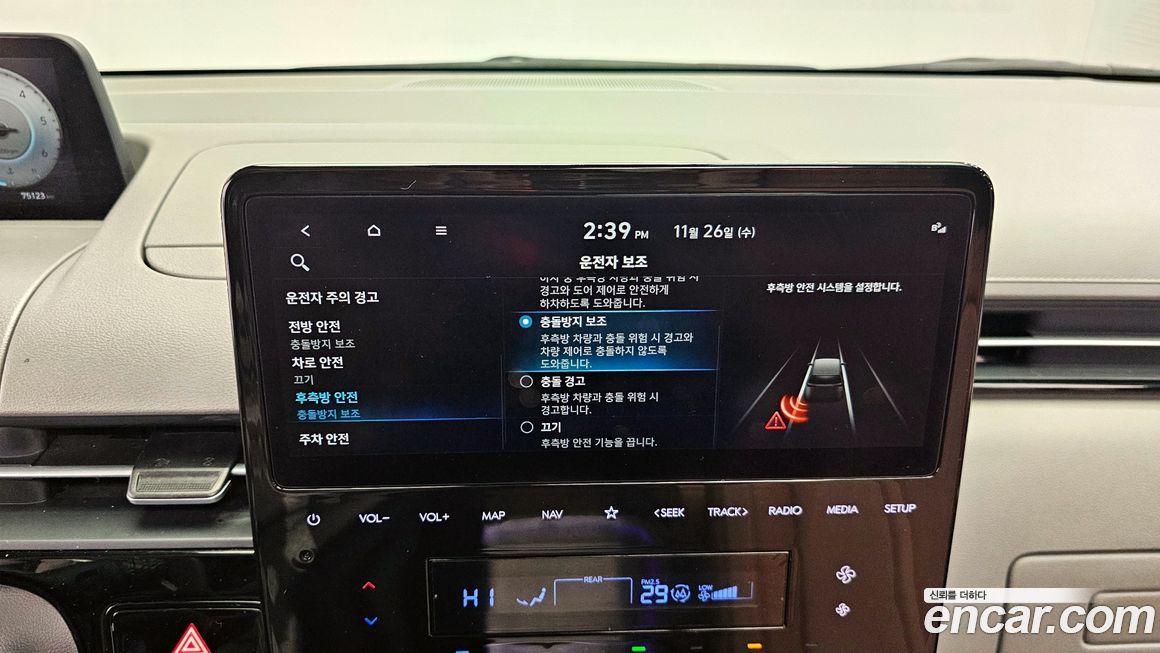 4
5
6
75123 km
2:39 PM
11월 26일 (수)
운전자 보조
운전자 주의 경고
전방 안전
충돌방지 보조
차로 안전
끄기
후측방 안전
충돌방지 보조
주차 안전
경고와 도어 제어로 안전하게
하차하도록 도와줍니다.
충돌방지 보조
후측방 차량과 충돌 위험 시 경고와
차량 제어로 충돌하지 않도록
도와줍니다.
충돌 경고
후측방 차량과 충돌 위험 시
경고합니다.
끄기
후측방 안전 기능을 끕니다.
후측방 안전 시스템을 설정합니다.
VOL- VOL+ MAP NAV <SEEK TRACK> RADIO MEDIA SETUP
HI
REAR
PM2.5
29
LOW
신뢰를 더하다
encar.com